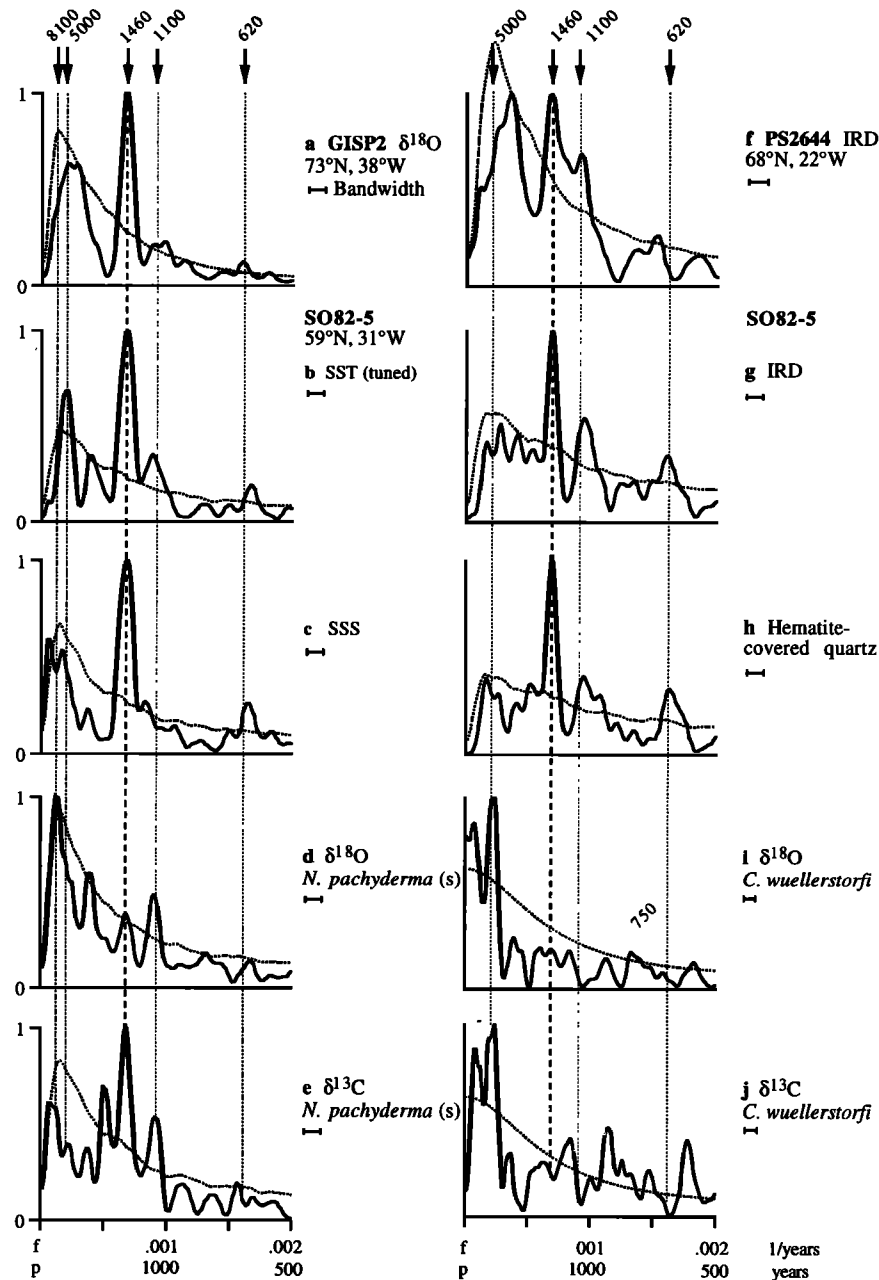 8100
5000
1460
1100
620
5000
1460
1100
620
1
a GISP2 δ¹⁸O
73°N, 38°W
Bandwidth
0
f PS2644 IRD
68°N, 22°W
1
SO82-5
59°N, 31°W
b SST (tuned)
0
SO82-5
g IRD
1
c SSS
0
h Hematite-
covered quartz
1
d δ¹⁸O
N. pachyderma (s)
0
i δ¹⁸O
C. wuellerstorfi
750
1
e δ¹³C
N. pachyderma (s)
0
j δ¹³C
C. wuellerstorfi
f .001 .002
p 1000 500
f .001 .002 1/years
p 1000 500 years